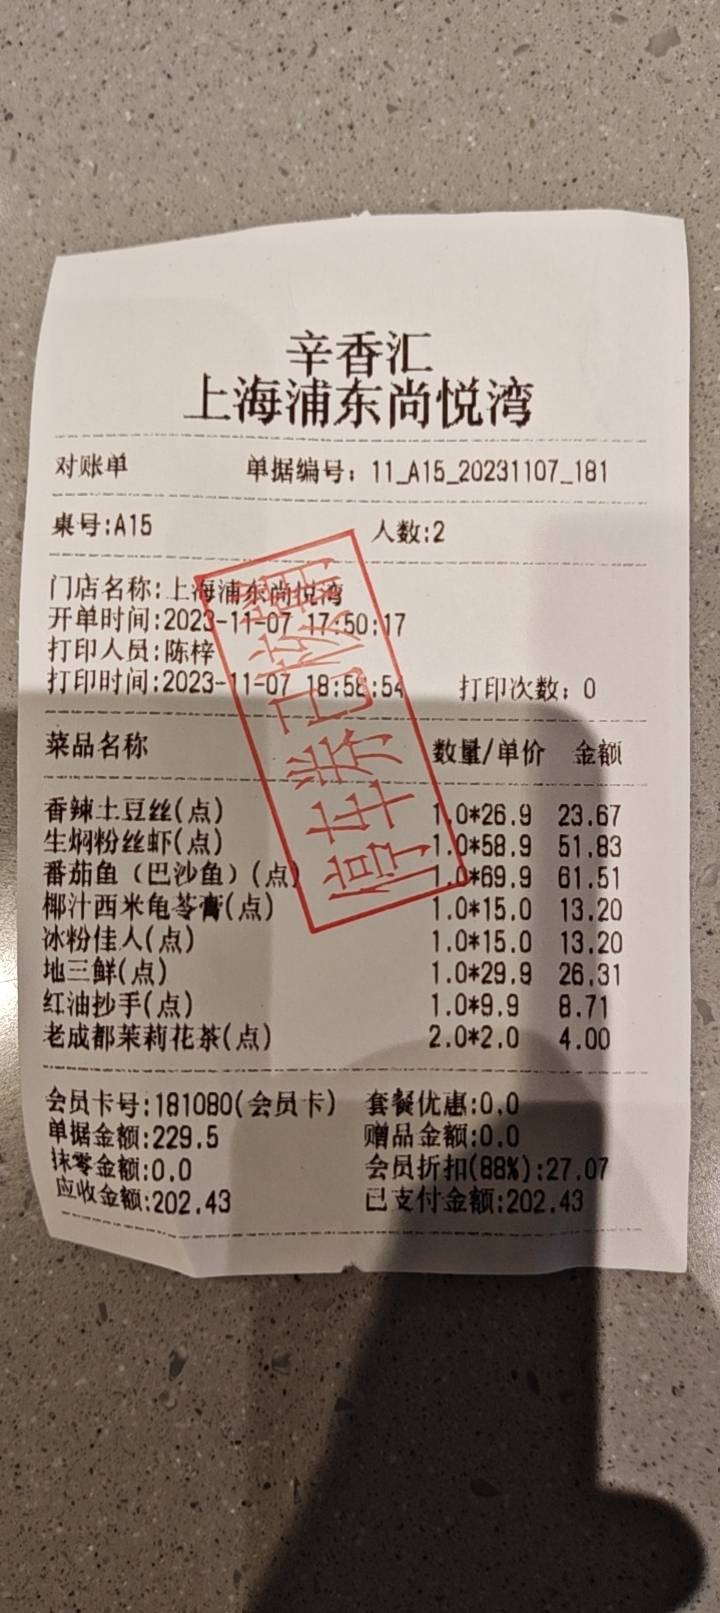 辛香汇
上海浦东尚悦湾
对账单 单据编号：11_A15_20231107_181
桌号:A15 人数:2
门店名称:上海浦东尚悦湾
开单时间:2023-11-07 17:50:17
打印人员:陈梓
打印时间:2023-11-07 18:58:54 打印次数：0
菜品名称 数量/单价 金额
香辣土豆丝(点) 1.0*26.9 23.67
生焖粉丝虾(点) 1.0*58.9 51.83
番茄鱼（巴沙鱼）(点) 1.0*69.9 61.51
椰汁西米龟苓膏(点) 1.0*15.0 13.20
冰粉佳人(点) 1.0*15.0 13.20
地三鲜(点) 1.0*29.9 26.31
红油抄手(点) 1.0*9.9 8.71
老成都茉莉花茶(点) 2.0*2.0 4.00
会员卡号:181080(会员卡) 套餐优惠:0.0
单据金额:229.5 赠品金额:0.0
抹零金额:0.0 会员折扣(88%):27.07
应收金额:202.43 已支付金额:202.43
停车券已